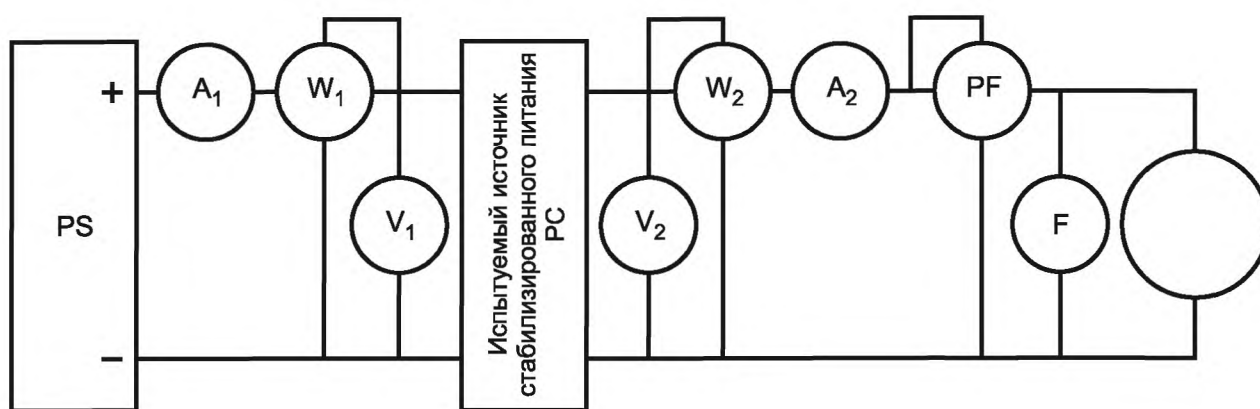 PS
+
−
A₁
W₁
V₁
Испытуемый источник
стабилизированного питания
PC
V₂
W₂
A₂
PF
F